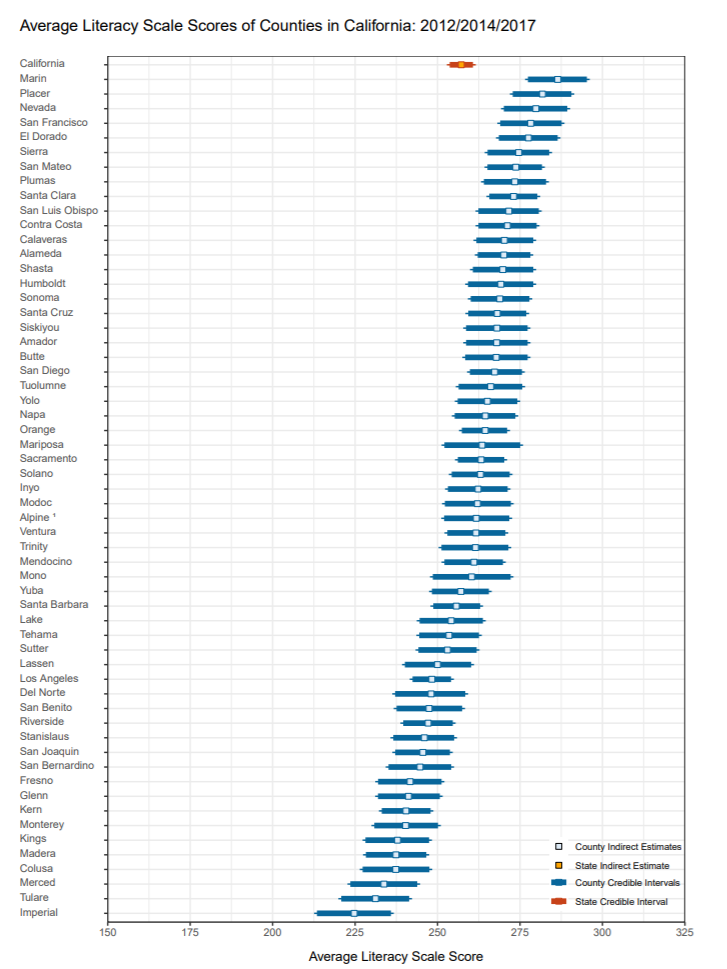 Average Literacy Scale Scores of Counties in California: 2012/2014/2017
California
Marin
Placer
Nevada
San Francisco
El Dorado
Sierra
San Mateo
Plumas
Santa Clara
San Luis Obispo
Contra Costa
Calaveras
Alameda
Shasta
Humboldt
Sonoma
Santa Cruz
Siskiyou
Amador
Butte
San Diego
Tuolumne
Yolo
Napa
Orange
Mariposa
Sacramento
Solano
Inyo
Modoc
Alpine ¹
Ventura
Trinity
Mendocino
Mono
Yuba
Santa Barbara
Lake
Tehama
Sutter
Lassen
Los Angeles
Del Norte
San Benito
Riverside
Stanislaus
San Joaquin
San Bernardino
Fresno
Glenn
Kern
Monterey
Kings
Madera
Colusa
Merced
Tulare
Imperial
County Indirect Estimates
State Indirect Estimate
County Credible Intervals
State Credible Interval
150 175 200 225 250 275 300 325
Average Literacy Scale Score